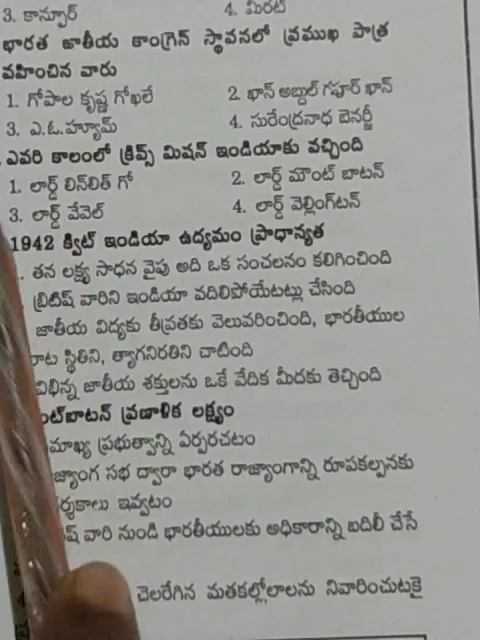 3. కాన్పూర్ 4. మీరట్
భారత జాతీయ కాంగ్రెస్ స్థావనలో ప్రముఖ పాత్ర
వహించిన వారు
1. గోపాల కృష్ణ గోఖలే 2. ఖాన్ అబ్దుల్ గపూర్ ఖాన్
3. ఎ.ఓ.హ్యూమ్ 4. సురేంద్రనాధ బెనర్జీ
ఎవరి కాలంలో క్రిప్స్ మిషన్ ఇండియాకు వచ్చింది
1. లార్డ్ లిన్‌లిత్ గో 2. లార్డ్ మౌంట్ బాటన్
3. లార్డ్ వేవెల్ 4. లార్డ్ వెల్లింగ్‌టన్
1942 క్విట్ ఇండియా ఉద్యమం ప్రాధాన్యత
. తన లక్ష్య సాధన వైపు అది ఒక సంచలనం కలిగించింది
బ్రిటిష్ వారిని ఇండియా వదిలిపోయేటట్లు చేసింది
జాతీయ విద్యకు తీవ్రతకు వెలువరించింది, భారతీయుల
స్థితిని, త్యాగనిరతిని చాటింది
విభిన్న జాతీయ శక్తులను ఒకే వేదిక మీదకు తెచ్చింది
ంట్‌బాటన్ ప్రణాళిక లక్ష్యం
మాఖ్య ప్రభుత్వాన్ని ఏర్పరచటం
జ్యాంగ సభ ద్వారా భారత రాజ్యాంగాన్ని రూపకల్పనకు
ర్శకాలు ఇవ్వటం
ష్ వారి నుండి భారతీయులకు అధికారాన్ని బదిలీ చేసే
చెలరేగిన మతకల్లోలాలను నివారించుటకై